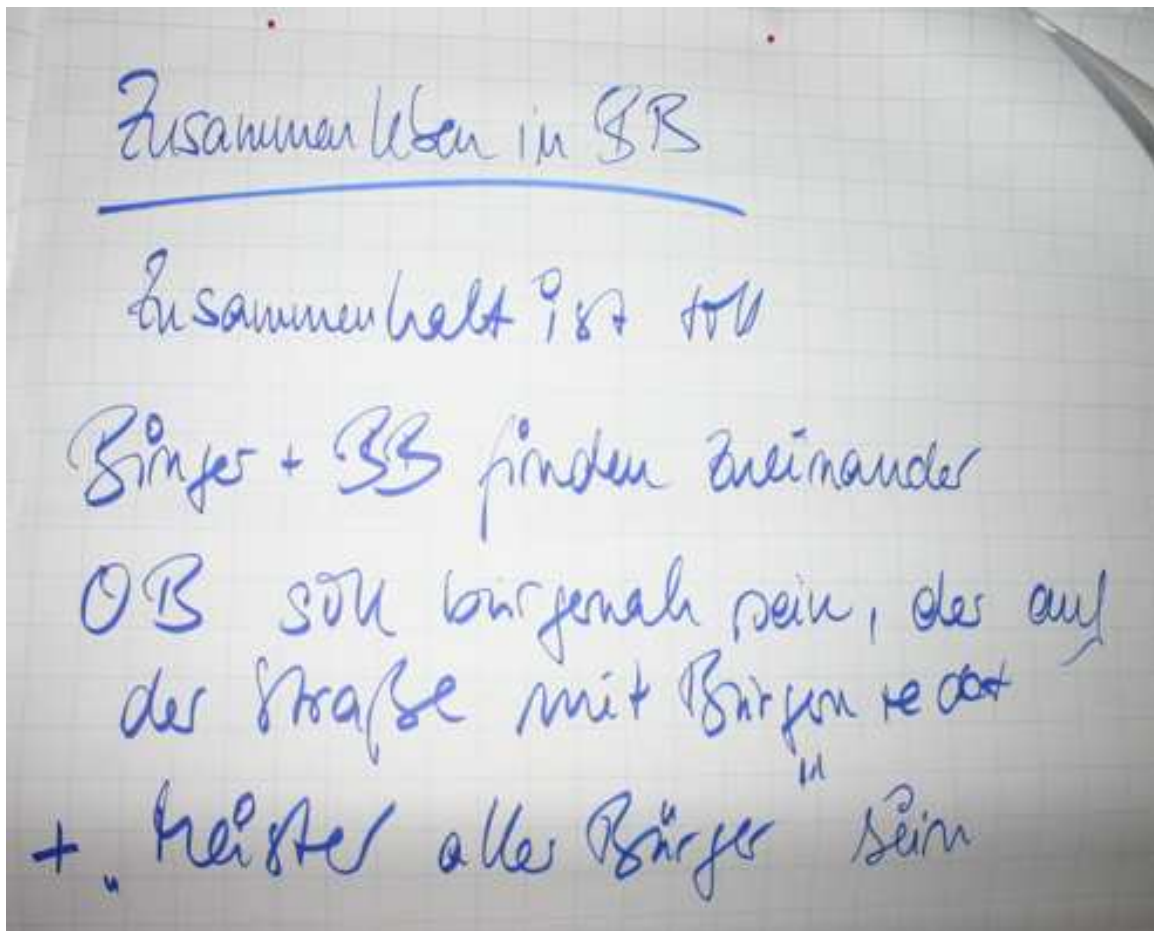 Zusammenleben in BB
Zusammenhalt ist toll
Bürger + BB finden zueinander
OB soll bürgernah sein, der auf
der Straße mit Bürgern redet
+ „Meister aller Bürger" sein